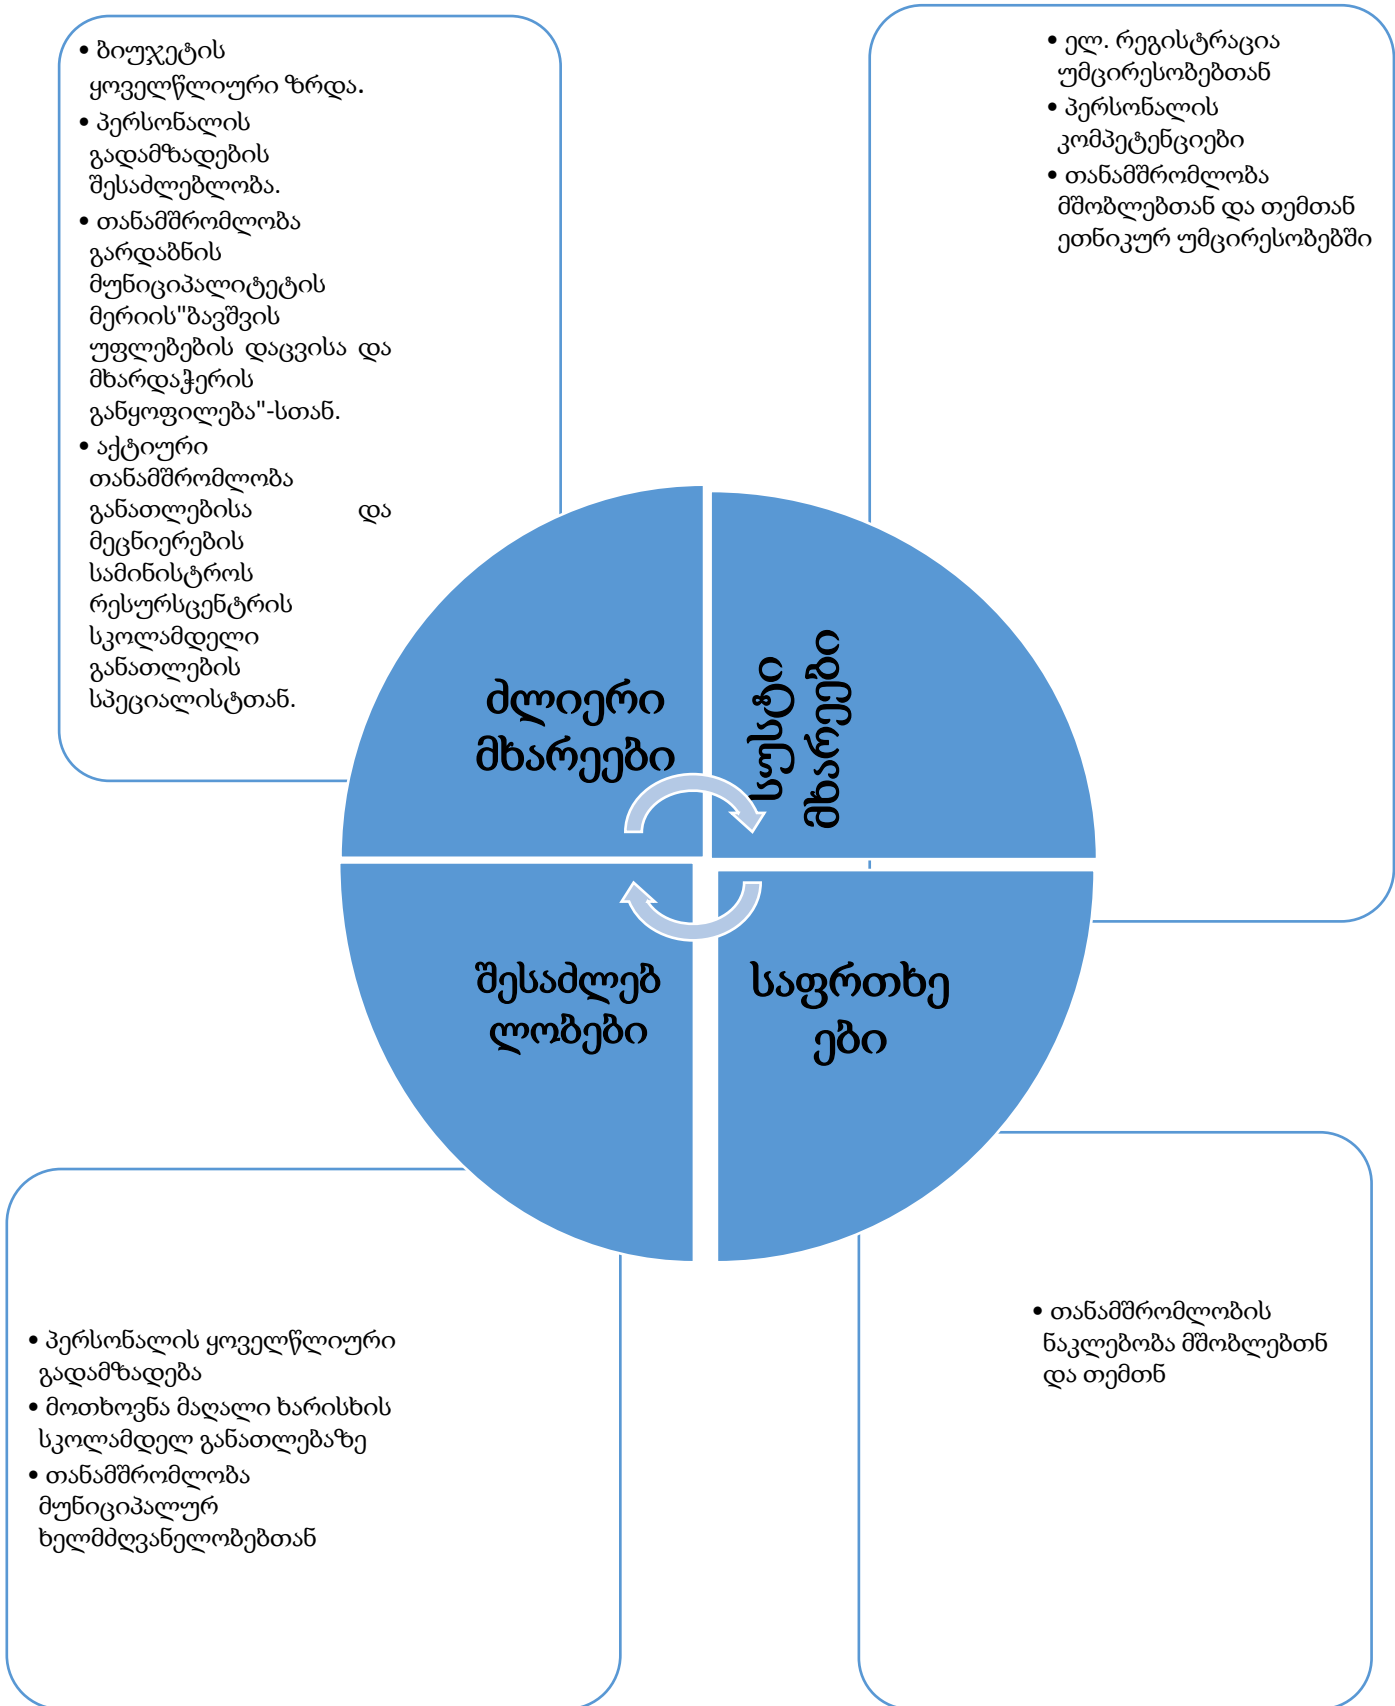 • ბიუჯეტის
ყოველწლიური ზრდა.
• პერსონალის
გადამზადების
შესაძლებლობა.
• თანამშრომლობა
გარდაბნის
მუნიციპალიტეტის
მერიის"ბავშვის
უფლებების დაცვისა და
მხარდაჭერის
განყოფილება"-სთან.
• აქტიური
თანამშრომლობა
განათლებისა და
მეცნიერების
სამინისტროს
რესურსცენტრის
სკოლამდელი
განათლების
სპეციალისტთან.
• ელ. რეგისტრაცია
უმცირესობებთან
• პერსონალის
კომპეტენციები
• თანამშრომლობა
მშობლებთან და თემთან
ეთნიკურ უმცირესობებში
ძლიერი
მხარეები
სუსტი
მხარეები
შესაძლებ
ლობები
საფრთხე
ები
• პერსონალის ყოველწლიური
გადამზადება
• მოთხოვნა მაღალი ხარისხის
სკოლამდელ განათლებაზე
• თანამშრომლობა
მუნიციპალურ
ხელმძღვანელობებთან
• თანამშრომლობის
ნაკლებობა მშობლებთნ
და თემთნ